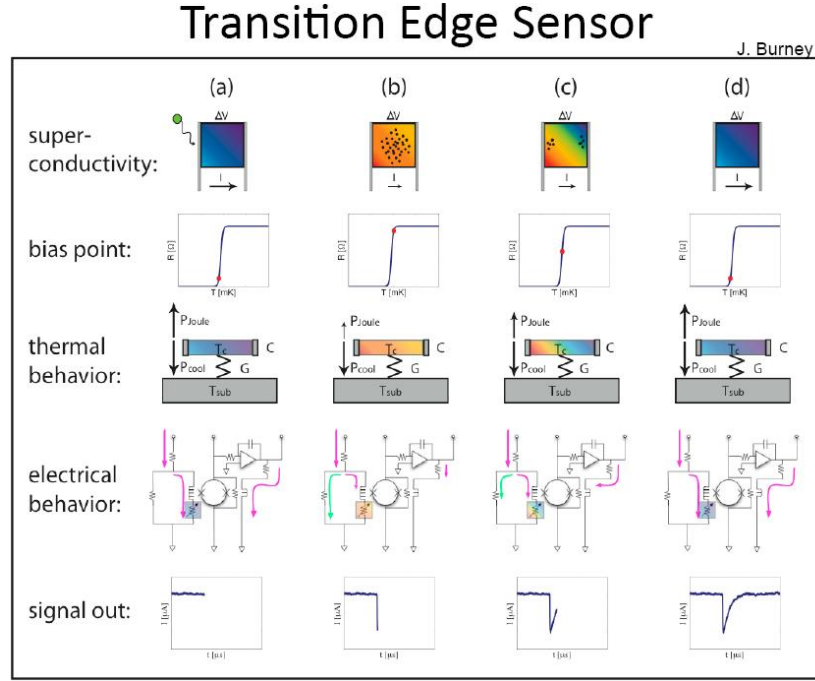 Transition Edge Sensor
J. Burney
(a) (b) (c) (d)
super-
conductivity:
ΔV ΔV ΔV ΔV
I I I I
bias point:
R [Ω] R [Ω] R [Ω] R [Ω]
T [mK] T [mK] T [mK] T [mK]
thermal
behavior:
PJoule PJoule PJoule PJoule
Tc C Tc C Tc C Tc C
Pcool G Pcool G Pcool G Pcool G
Tsub Tsub Tsub Tsub
electrical
behavior:
signal out:
I [μA] I [μA] I [μA] I [μA]
t [μs] t [μs] t [μs] t [μs]